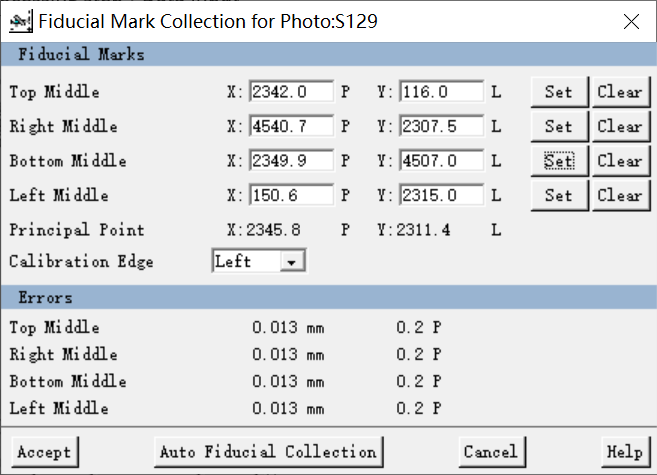 Fiducial Mark Collection for Photo:S129
Fiducial Marks
Top Middle X: 2342.0 P Y: 116.0 L Set Clear
Right Middle X: 4540.7 P Y: 2307.5 L Set Clear
Bottom Middle X: 2349.9 P Y: 4507.0 L Set Clear
Left Middle X: 150.6 P Y: 2315.0 L Set Clear
Principal Point X:2345.8 P Y:2311.4 L
Calibration Edge Left
Errors
Top Middle 0.013 mm 0.2 P
Right Middle 0.013 mm 0.2 P
Bottom Middle 0.013 mm 0.2 P
Left Middle 0.013 mm 0.2 P
Accept Auto Fiducial Collection Cancel Help